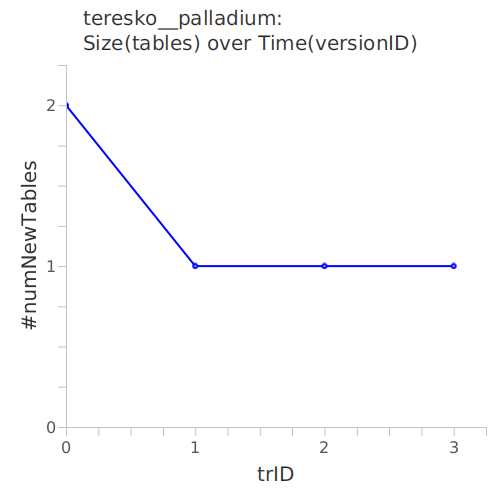 teresko__palladium:
Size(tables) over Time(versionID)
#numNewTables
2
1
0
0 1 2 3
trID